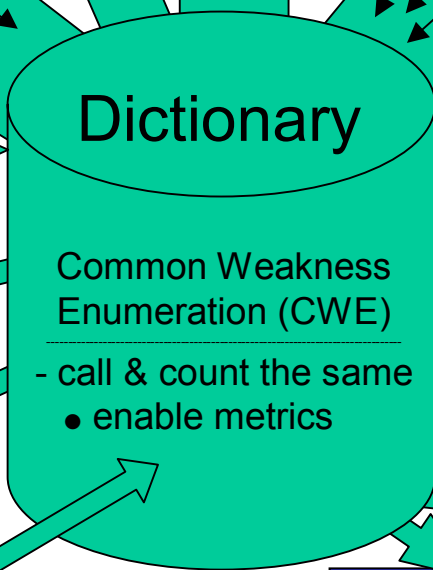 Dictionary
Common Weakness
Enumeration (CWE)
- call & count the same
● enable metrics